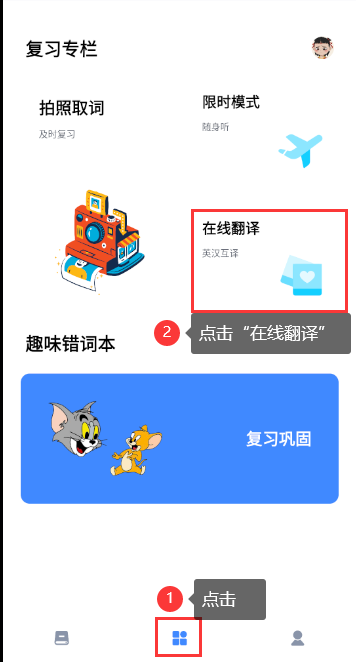 复习专栏
拍照取词
及时复习
限时模式
随身听
在线翻译
英汉互译
2 点击“在线翻译”
趣味错词本
复习巩固
1 点击